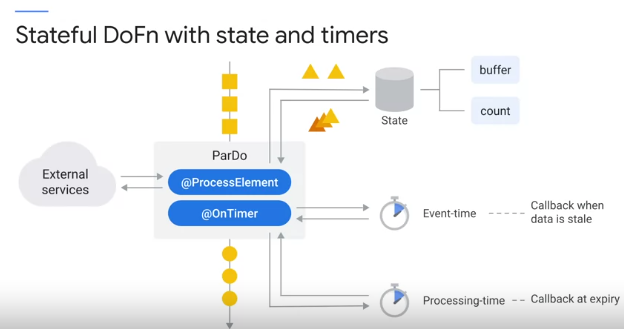 Stateful DoFn with state and timers
buffer
count
State
External
services
ParDo
@ProcessElement
@OnTimer
Event-time
Callback when
data is stale
Processing-time
Callback at expiry